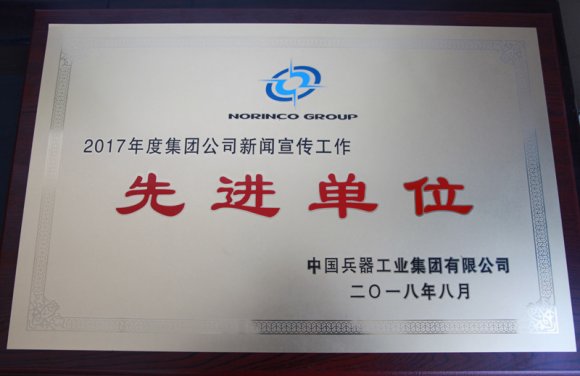 NORINCO GROUP
2017年度集团公司新闻宣传工作
先进单位
中国兵器工业集团有限公司
二〇一八年八月